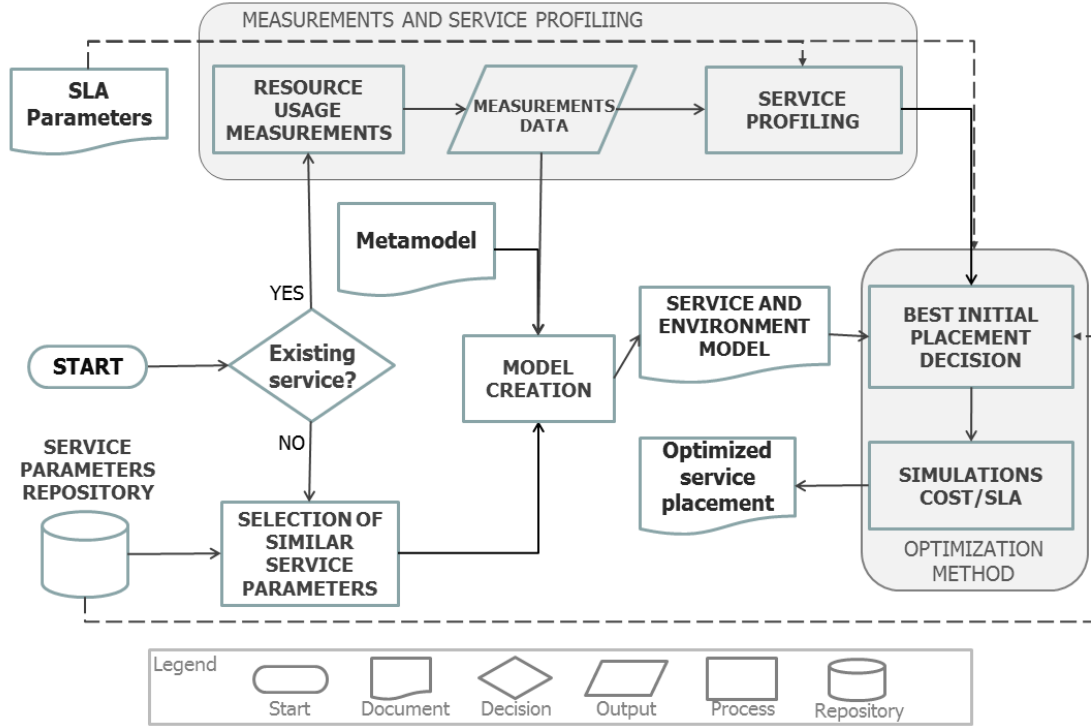 MEASUREMENTS AND SERVICE PROFILIING
SLA
Parameters
RESOURCE
USAGE
MEASUREMENTS
MEASUREMENTS
DATA
SERVICE
PROFILING
Metamodel
YES
START
Existing
service?
NO
MODEL
CREATION
SERVICE AND
ENVIRONMENT
MODEL
BEST INITIAL
PLACEMENT
DECISION
SERVICE
PARAMETERS
REPOSITORY
SELECTION OF
SIMILAR
SERVICE
PARAMETERS
Optimized
service
placement
SIMULATIONS
COST/SLA
OPTIMIZATION
METHOD
Legend
Start
Document
Decision
Output
Process
Repository